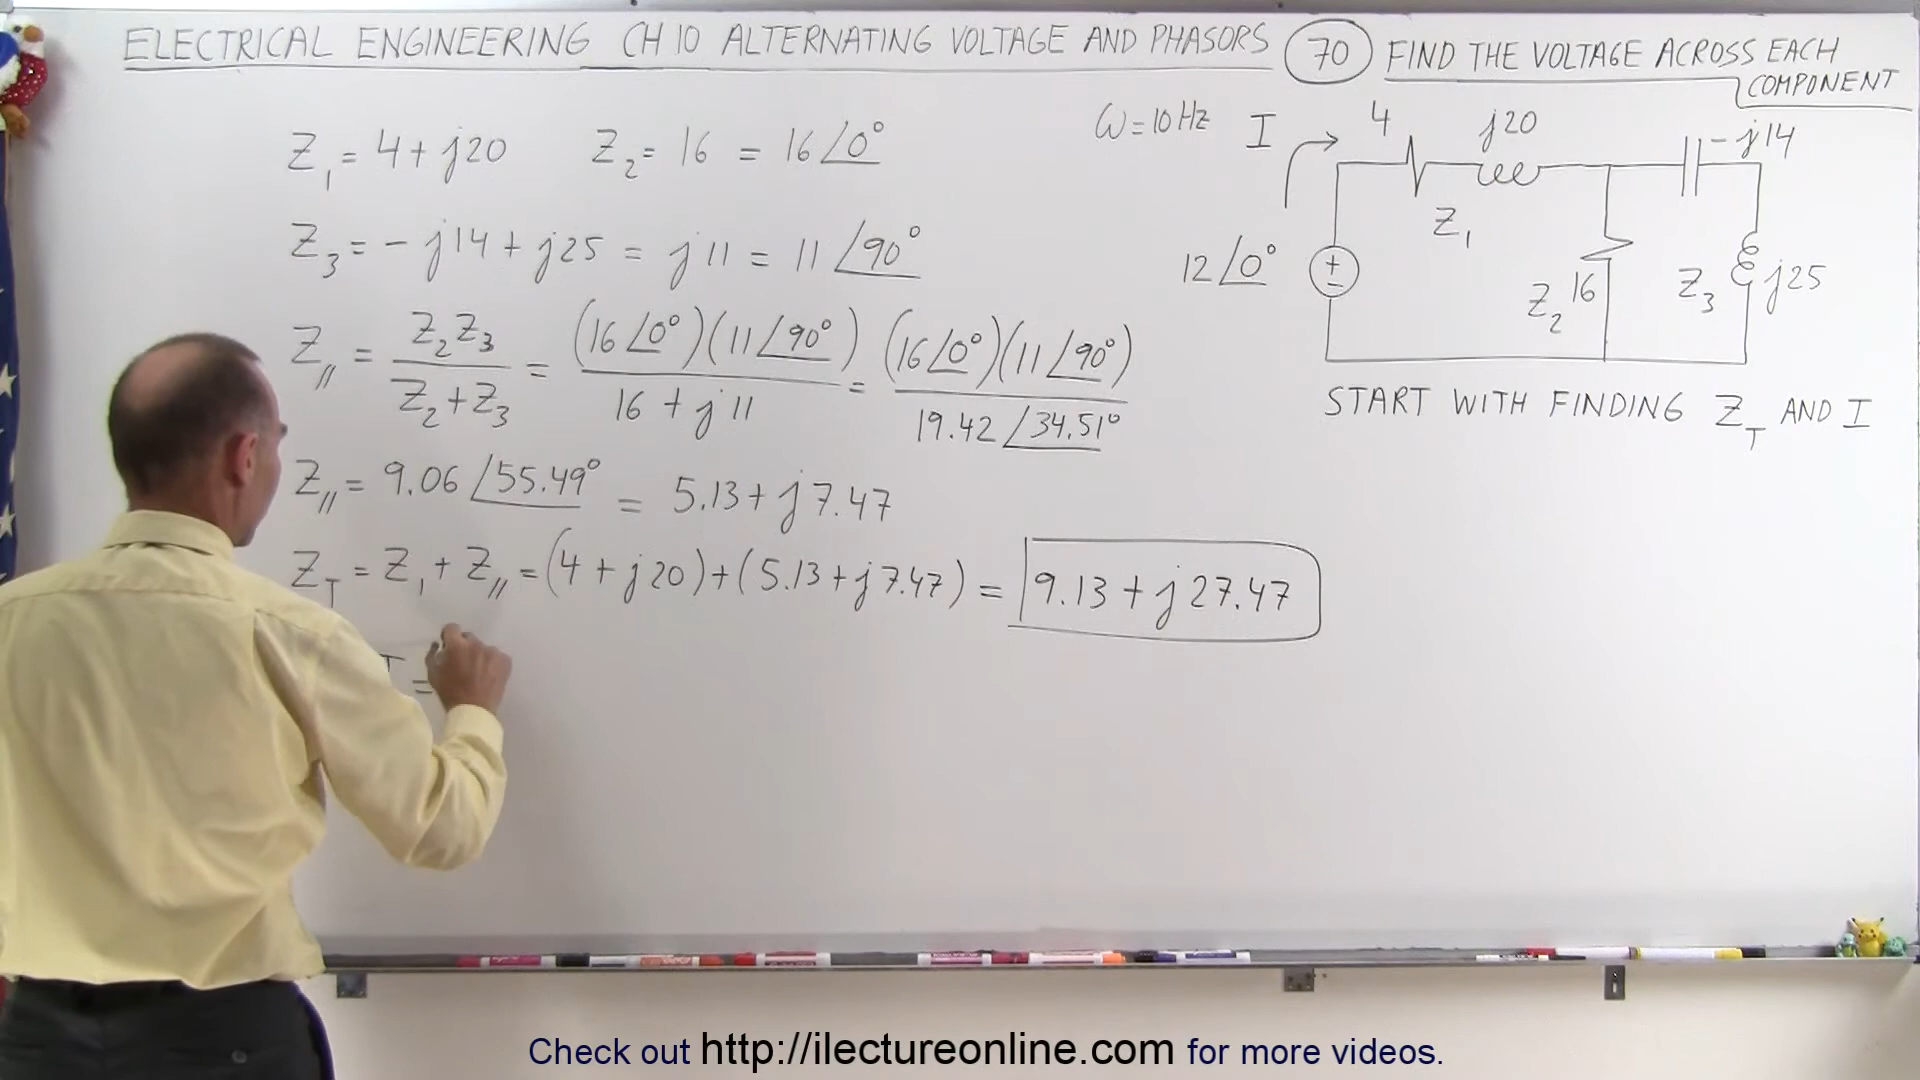 ELECTRICAL ENGINEERING CH 10 ALTERNATING VOLTAGE AND PHASORS 70 FIND THE VOLTAGE ACROSS EACH
COMPONENT
Z₁ = 4 + j20 Z₂ = 16 = 16∠0°
Z₃ = - j14 + j25 = j11 = 11∠90°
Z// = Z₂Z₃ / Z₂+Z₃ = (16∠0°)(11∠90°) / 16 + j11 = (16∠0°)(11∠90°) / 19.42∠34.51°
Z// = 9.06∠55.49° = 5.13 + j7.47
Z_T = Z₁ + Z// = (4 + j20) + (5.13 + j7.47) = 9.13 + j27.47
=
ω = 10 Hz I 4 j20 -j14
Z₁
12∠0° + -
Z₂ 16 Z₃ j25
START WITH FINDING Z_T AND I
Check out http://ilectureonline.com for more videos.